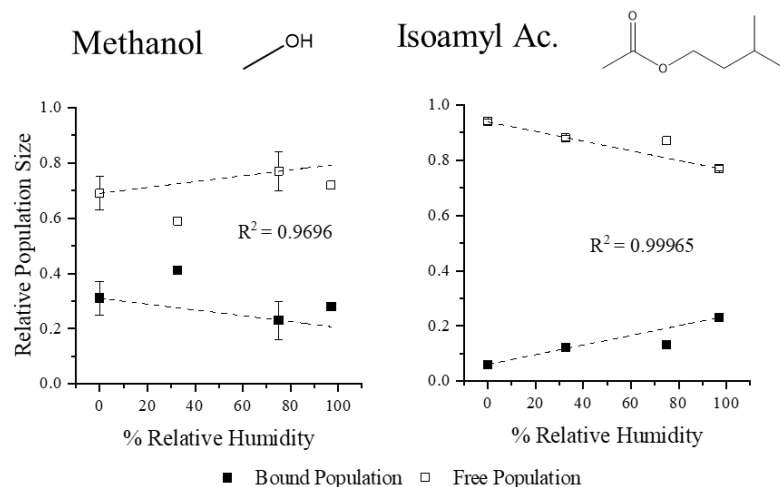 Methanol
OH
Isoamyl Ac.
O
O
Relative Population Size
1.0
0.8
0.6
0.4
0.2
0.0
R² = 0.9696
0 20 40 60 80 100
% Relative Humidity
1.0
0.8
0.6
0.4
0.2
0.0
R² = 0.99965
0 20 40 60 80 100
% Relative Humidity
Bound Population Free Population